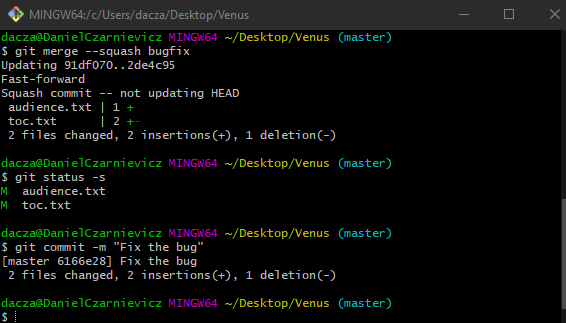 MINGW64:/c/Users/dacza/Desktop/Venus
dacza@DanielCzarnievicz MINGW64 ~/Desktop/Venus (master)
$ git merge --squash bugfix
Updating 91df070..2de4c95
Fast-forward
Squash commit -- not updating HEAD
 audience.txt | 1 +
 toc.txt      | 2 +-
 2 files changed, 2 insertions(+), 1 deletion(-)
dacza@DanielCzarnievicz MINGW64 ~/Desktop/Venus (master)
$ git status -s
M  audience.txt
M  toc.txt
dacza@DanielCzarnievicz MINGW64 ~/Desktop/Venus (master)
$ git commit -m "Fix the bug"
[master 6166e28] Fix the bug
 2 files changed, 2 insertions(+), 1 deletion(-)
dacza@DanielCzarnievicz MINGW64 ~/Desktop/Venus (master)
$